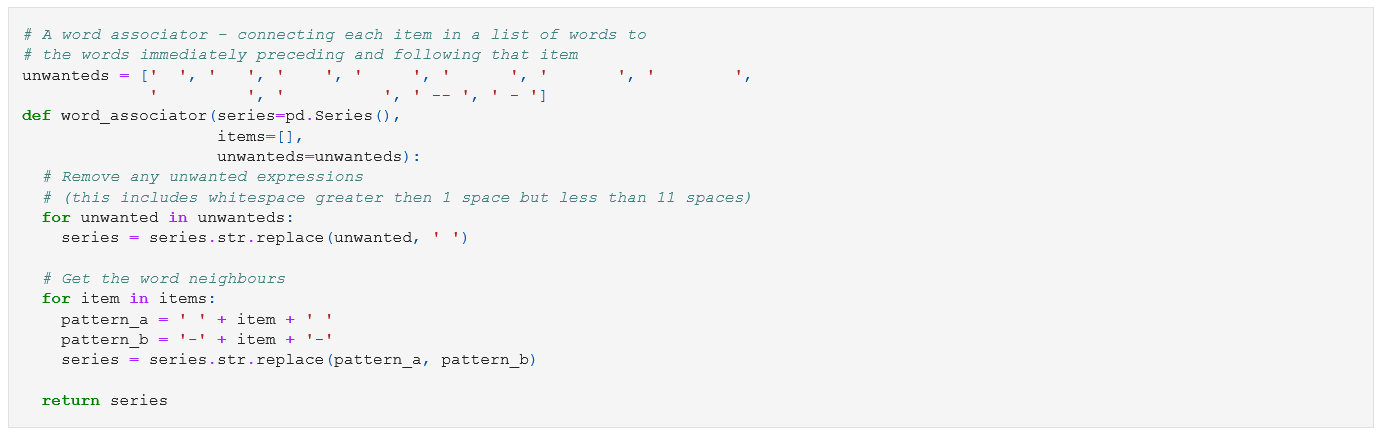 # A word associator - connecting each item in a list of words to
# the words immediately preceding and following that item
unwanteds = ['  ', '   ', '    ', '     ', '      ', '       ', '        ',
             '         ', '          ', ' -- ', ' - ']
def word_associator(series=pd.Series(),
                    items=[],
                    unwanteds=unwanteds):
  # Remove any unwanted expressions
  # (this includes whitespace greater then 1 space but less than 11 spaces)
  for unwanted in unwanteds:
    series = series.str.replace(unwanted, ' ')

  # Get the word neighbours
  for item in items:
    pattern_a = ' ' + item + ' '
    pattern_b = '-' + item + '-'
    series = series.str.replace(pattern_a, pattern_b)

  return series